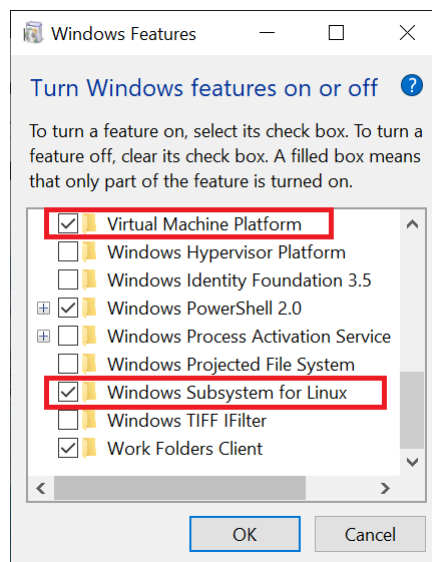 Windows Features
Turn Windows features on or off
?
To turn a feature on, select its check box. To turn a
feature off, clear its check box. A filled box means
that only part of the feature is turned on.
Virtual Machine Platform
Windows Hypervisor Platform
Windows Identity Foundation 3.5
Windows PowerShell 2.0
Windows Process Activation Service
Windows Projected File System
Windows Subsystem for Linux
Windows TIFF IFilter
Work Folders Client
OK
Cancel